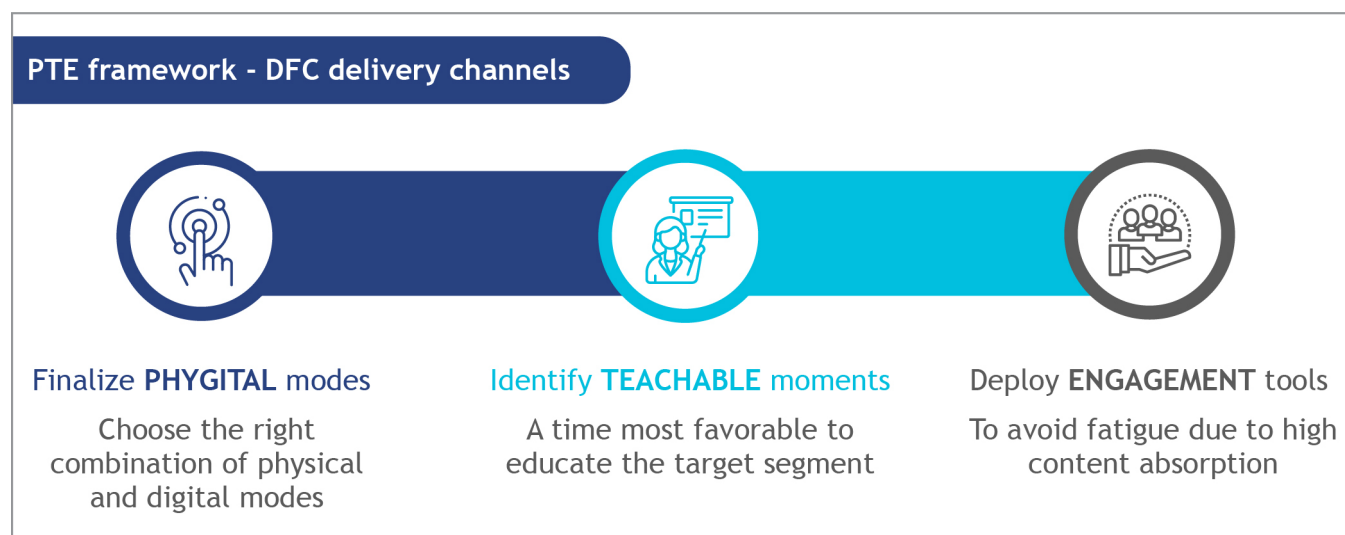 PTE framework - DFC delivery channels
Finalize PHYGITAL modes
Choose the right
combination of physical
and digital modes
Identify TEACHABLE moments
A time most favorable to
educate the target segment
Deploy ENGAGEMENT tools
To avoid fatigue due to high
content absorption